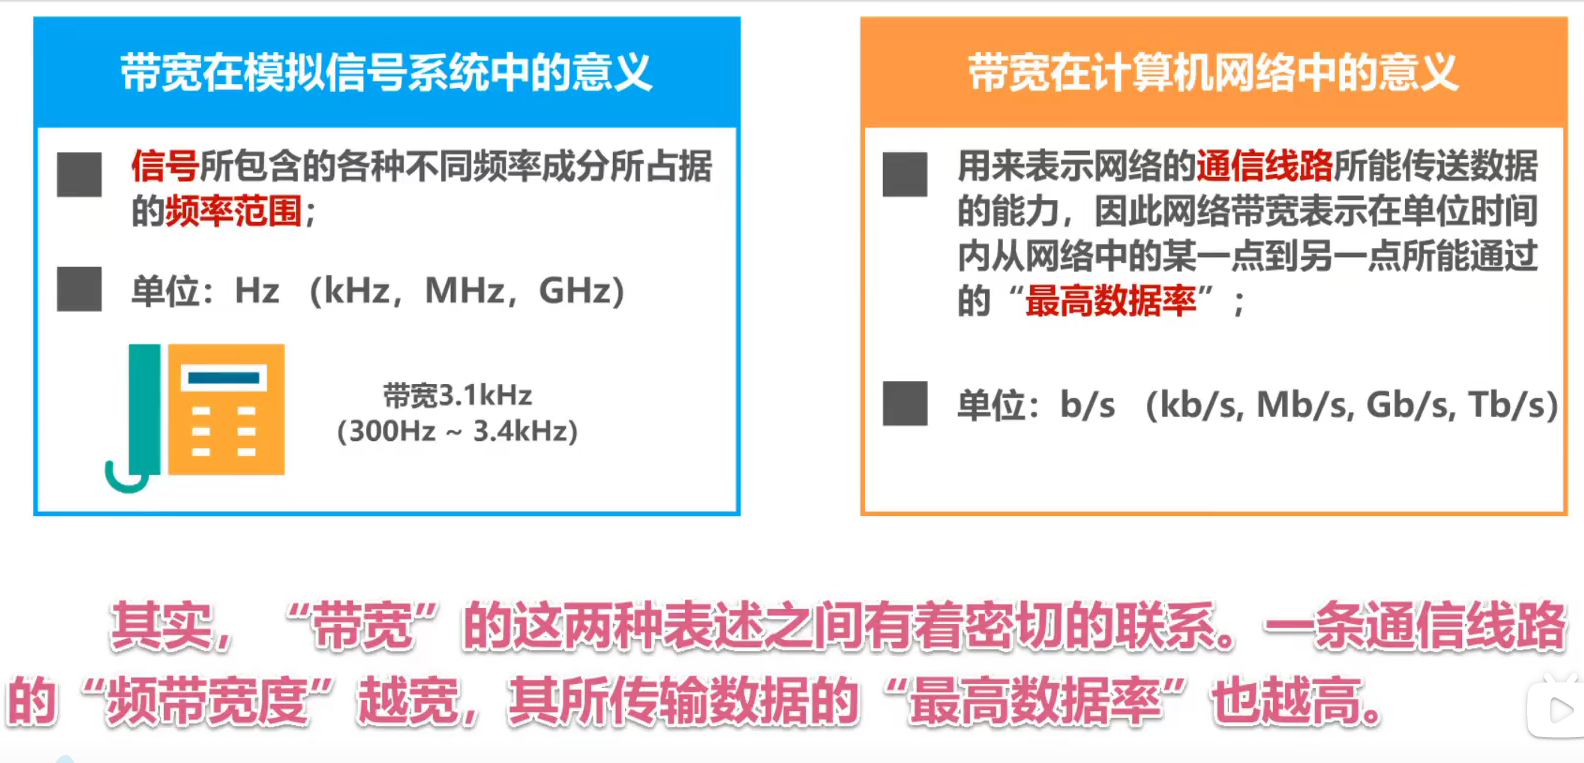 带宽在模拟信号系统中的意义
信号所包含的各种不同频率成分所占据
的频率范围；
单位：Hz （kHz，MHz，GHz）
带宽3.1kHz
(300Hz ~ 3.4kHz)
带宽在计算机网络中的意义
用来表示网络的通信线路所能传送数据
的能力，因此网络带宽表示在单位时间
内从网络中的某一点到另一点所能通过
的“最高数据率”；
单位：b/s （kb/s, Mb/s, Gb/s, Tb/s）
其实，“带宽”的这两种表述之间有着密切的联系。一条通信线路
的“频带宽度”越宽，其所传输数据的“最高数据率”也越高。